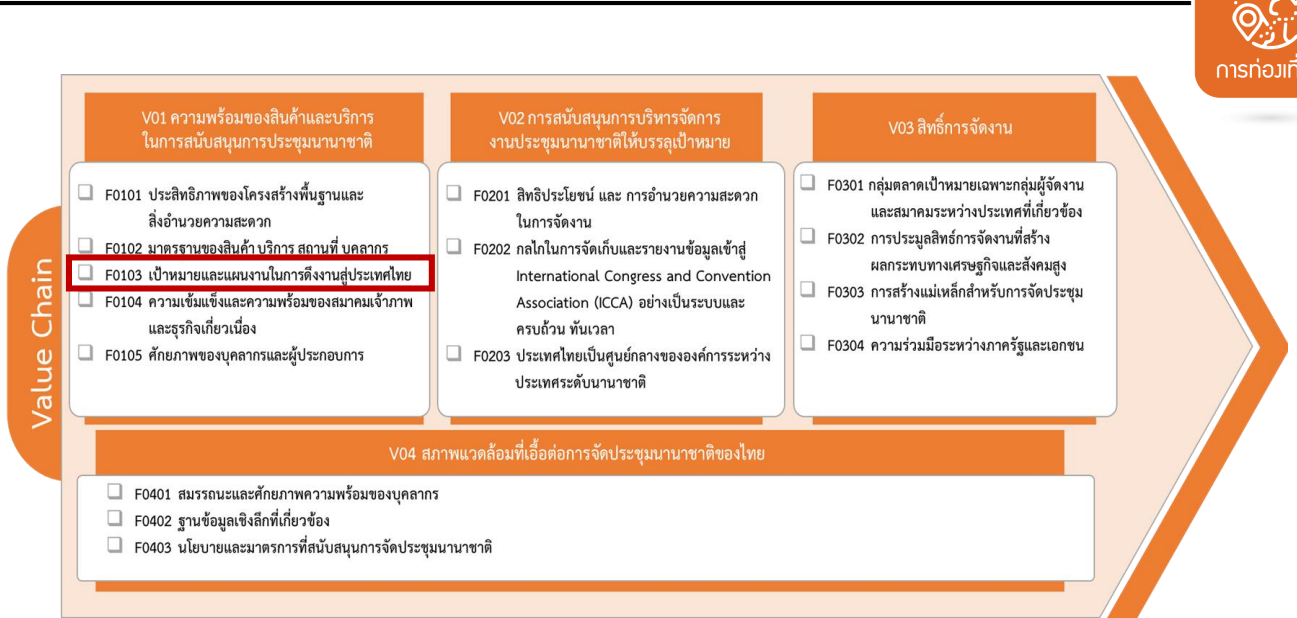 การท่องเที่
Value Chain
V01 ความพร้อมของสินค้าและบริการ
ในการสนับสนุนการประชุมนานาชาติ
F0101 ประสิทธิภาพของโครงสร้างพื้นฐานและ
สิ่งอำนวยความสะดวก
F0102 มาตรฐานของสินค้า บริการ สถานที่ บุคลากร
F0103 เป้าหมายและแผนงานในการดึงงานสู่ประเทศไทย
F0104 ความเข้มแข็งและความพร้อมของสมาคมเจ้าภาพ
และธุรกิจเกี่ยวเนื่อง
F0105 ศักยภาพของบุคลากรและผู้ประกอบการ
V02 การสนับสนุนการบริหารจัดการ
งานประชุมนานาชาติให้บรรลุเป้าหมาย
F0201 สิทธิประโยชน์ และ การอำนวยความสะดวก
ในการจัดงาน
F0202 กลไกในการจัดเก็บและรายงานข้อมูลเข้าสู่
International Congress and Convention
Association (ICCA) อย่างเป็นระบบและ
ครบถ้วน ทันเวลา
F0203 ประเทศไทยเป็นศูนย์กลางขององค์การระหว่าง
ประเทศระดับนานาชาติ
V03 สิทธิ์การจัดงาน
F0301 กลุ่มตลาดเป้าหมายเฉพาะกลุ่มผู้จัดงาน
และสมาคมระหว่างประเทศที่เกี่ยวข้อง
F0302 การประมูลสิทธิ์การจัดงานที่สร้าง
ผลกระทบทางเศรษฐกิจและสังคมสูง
F0303 การสร้างแม่เหล็กสำหรับการจัดประชุม
นานาชาติ
F0304 ความร่วมมือระหว่างภาครัฐและเอกชน
V04 สภาพแวดล้อมที่เอื้อต่อการจัดประชุมนานาชาติของไทย
F0401 สมรรถนะและศักยภาพความพร้อมของบุคลากร
F0402 ฐานข้อมูลเชิงลึกที่เกี่ยวข้อง
F0403 นโยบายและมาตรการที่สนับสนุนการจัดประชุมนานาชาติ